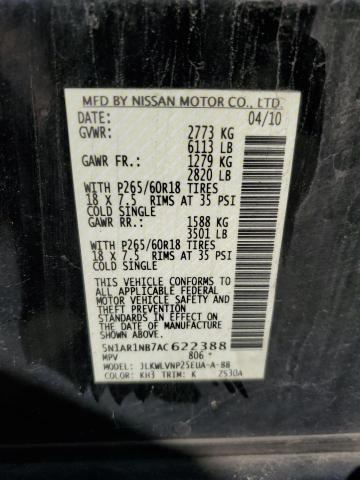 MFD BY NISSAN MOTOR CO., LTD.
DATE: 04/10
GVWR: 2773 KG
6113 LB
GAWR FR.: 1279 KG
2820 LB
WITH P265/60R18 TIRES
18 X 7.5 RIMS AT 35 PSI
COLD SINGLE
GAWR RR.: 1588 KG
3501 LB
WITH P265/60R18 TIRES
18 X 7.5 RIMS AT 35 PSI
COLD SINGLE
THIS VEHICLE CONFORMS TO
ALL APPLICABLE FEDERAL
MOTOR VEHICLE SAFETY AND
THEFT PREVENTION
STANDARDS IN EFFECT ON
THE DATE OF MANUFACTURE
SHOWN ABOVE.
5N1AR1NB7AC622388
MPV 806 *
MODEL: JLKWLVNP25EUA-A-BB
COLOR: KH3 TRIM: K 2530A